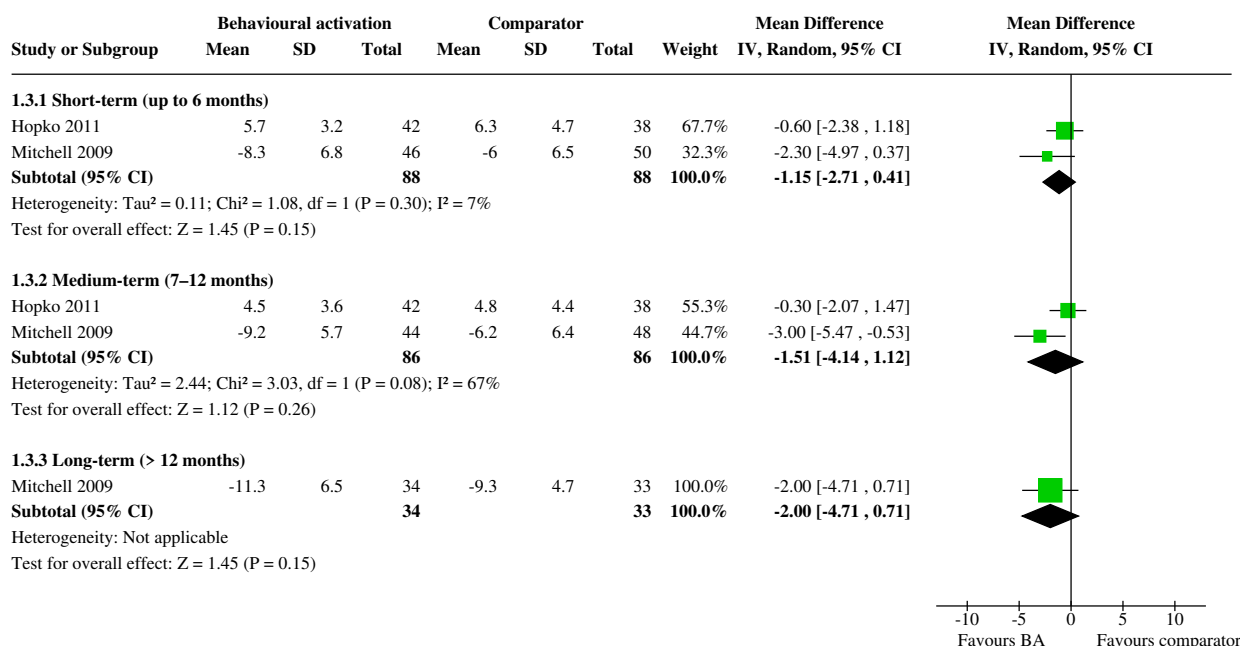 Behavioural activation Comparator Mean Difference Mean Difference
Study or Subgroup Mean SD Total Mean SD Total Weight IV, Random, 95% CI IV, Random, 95% CI
1.3.1 Short-term (up to 6 months)
Hopko 2011 5.7 3.2 42 6.3 4.7 38 67.7% -0.60 [-2.38 , 1.18]
Mitchell 2009 -8.3 6.8 46 -6 6.5 50 32.3% -2.30 [-4.97 , 0.37]
Subtotal (95% CI) 88 88 100.0% -1.15 [-2.71 , 0.41]
Heterogeneity: Tau² = 0.11; Chi² = 1.08, df = 1 (P = 0.30); I² = 7%
Test for overall effect: Z = 1.45 (P = 0.15)
1.3.2 Medium-term (7–12 months)
Hopko 2011 4.5 3.6 42 4.8 4.4 38 55.3% -0.30 [-2.07 , 1.47]
Mitchell 2009 -9.2 5.7 44 -6.2 6.4 48 44.7% -3.00 [-5.47 , -0.53]
Subtotal (95% CI) 86 86 100.0% -1.51 [-4.14 , 1.12]
Heterogeneity: Tau² = 2.44; Chi² = 3.03, df = 1 (P = 0.08); I² = 67%
Test for overall effect: Z = 1.12 (P = 0.26)
1.3.3 Long-term (> 12 months)
Mitchell 2009 -11.3 6.5 34 -9.3 4.7 33 100.0% -2.00 [-4.71 , 0.71]
Subtotal (95% CI) 34 33 100.0% -2.00 [-4.71 , 0.71]
Heterogeneity: Not applicable
Test for overall effect: Z = 1.45 (P = 0.15)
-10 -5 0 5 10
Favours BA Favours comparator